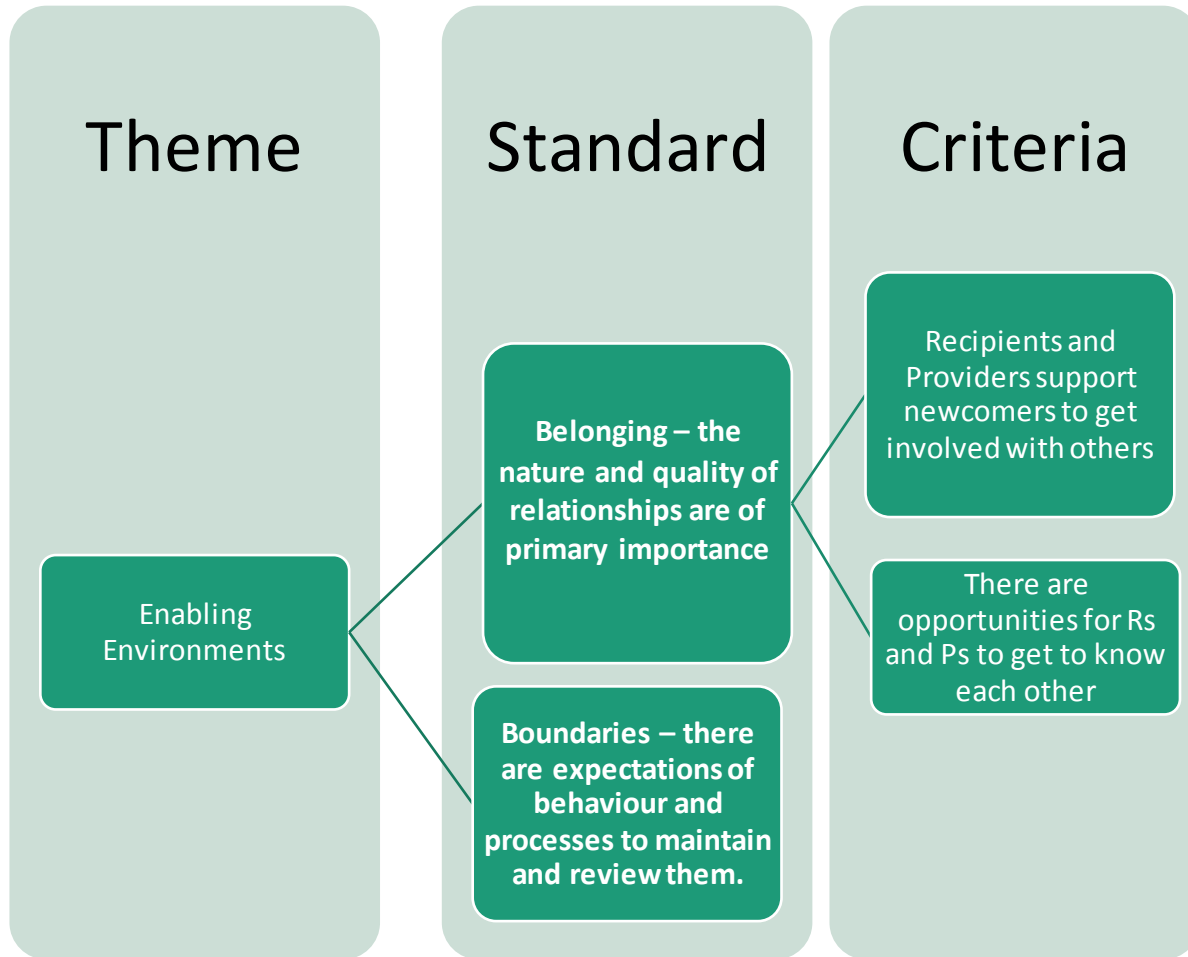 Theme
Standard
Criteria
Enabling
Environments
Belonging – the
nature and quality of
relationships are of
primary importance
Boundaries – there
are expectations of
behaviour and
processes to maintain
and review them.
Recipients and
Providers support
newcomers to get
involved with others
There are
opportunities for Rs
and Ps to get to know
each other